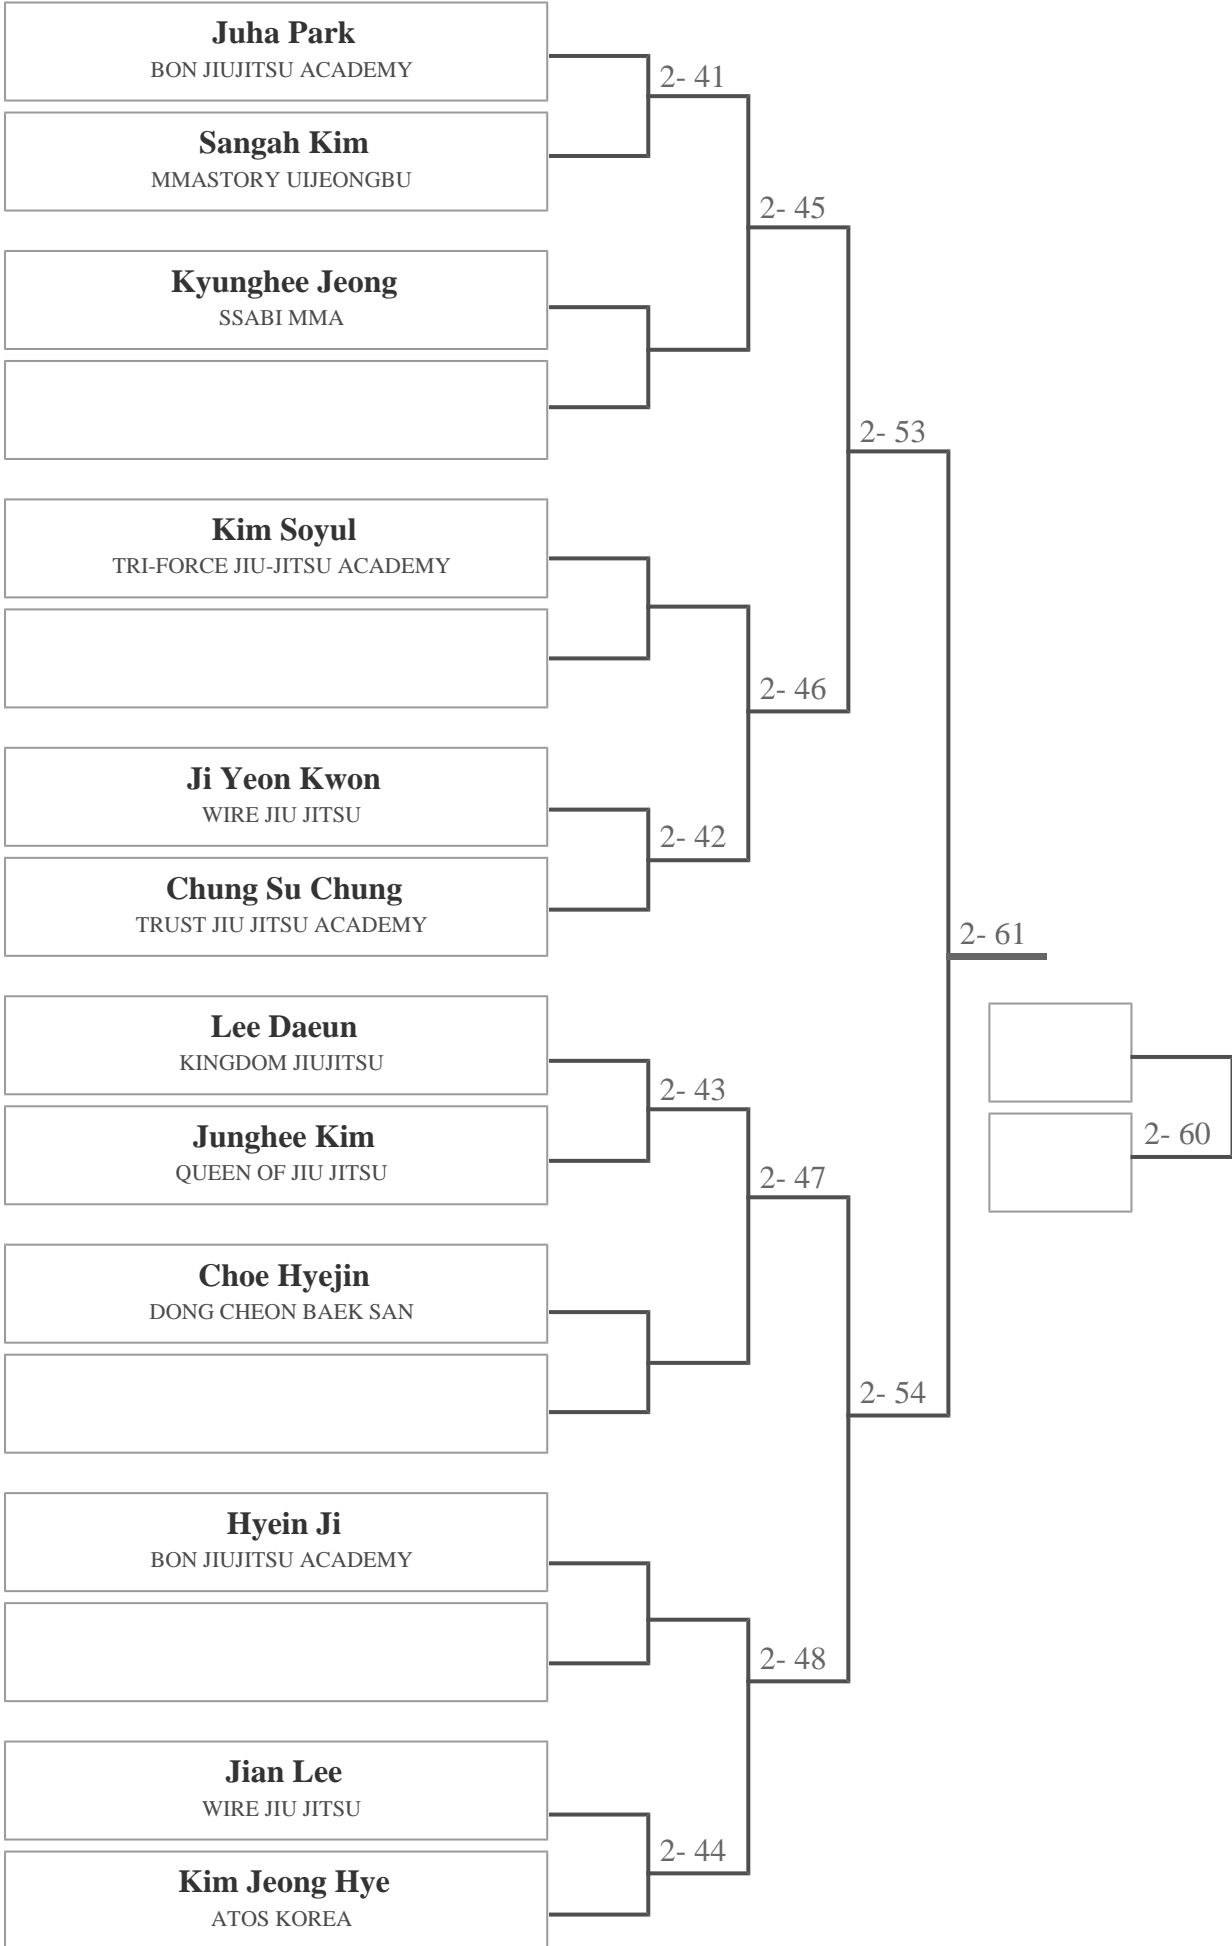 Juha Park
BON JIUJITSU ACADEMY
2- 41
Sangah Kim
MMASTORY UIJEONGBU
2- 45
Kyunghee Jeong
SSABI MMA
2- 53
Kim Soyul
TRI-FORCE JIU-JITSU ACADEMY
2- 46
Ji Yeon Kwon
WIRE JIU JITSU
2- 42
Chung Su Chung
TRUST JIU JITSU ACADEMY
2- 61
Lee Daeun
KINGDOM JIUJITSU
2- 43
Junghee Kim
QUEEN OF JIU JITSU
2- 60
2- 47
Choe Hyejin
DONG CHEON BAEK SAN
2- 54
Hyein Ji
BON JIUJITSU ACADEMY
2- 48
Jian Lee
WIRE JIU JITSU
2- 44
Kim Jeong Hye
ATOS KOREA